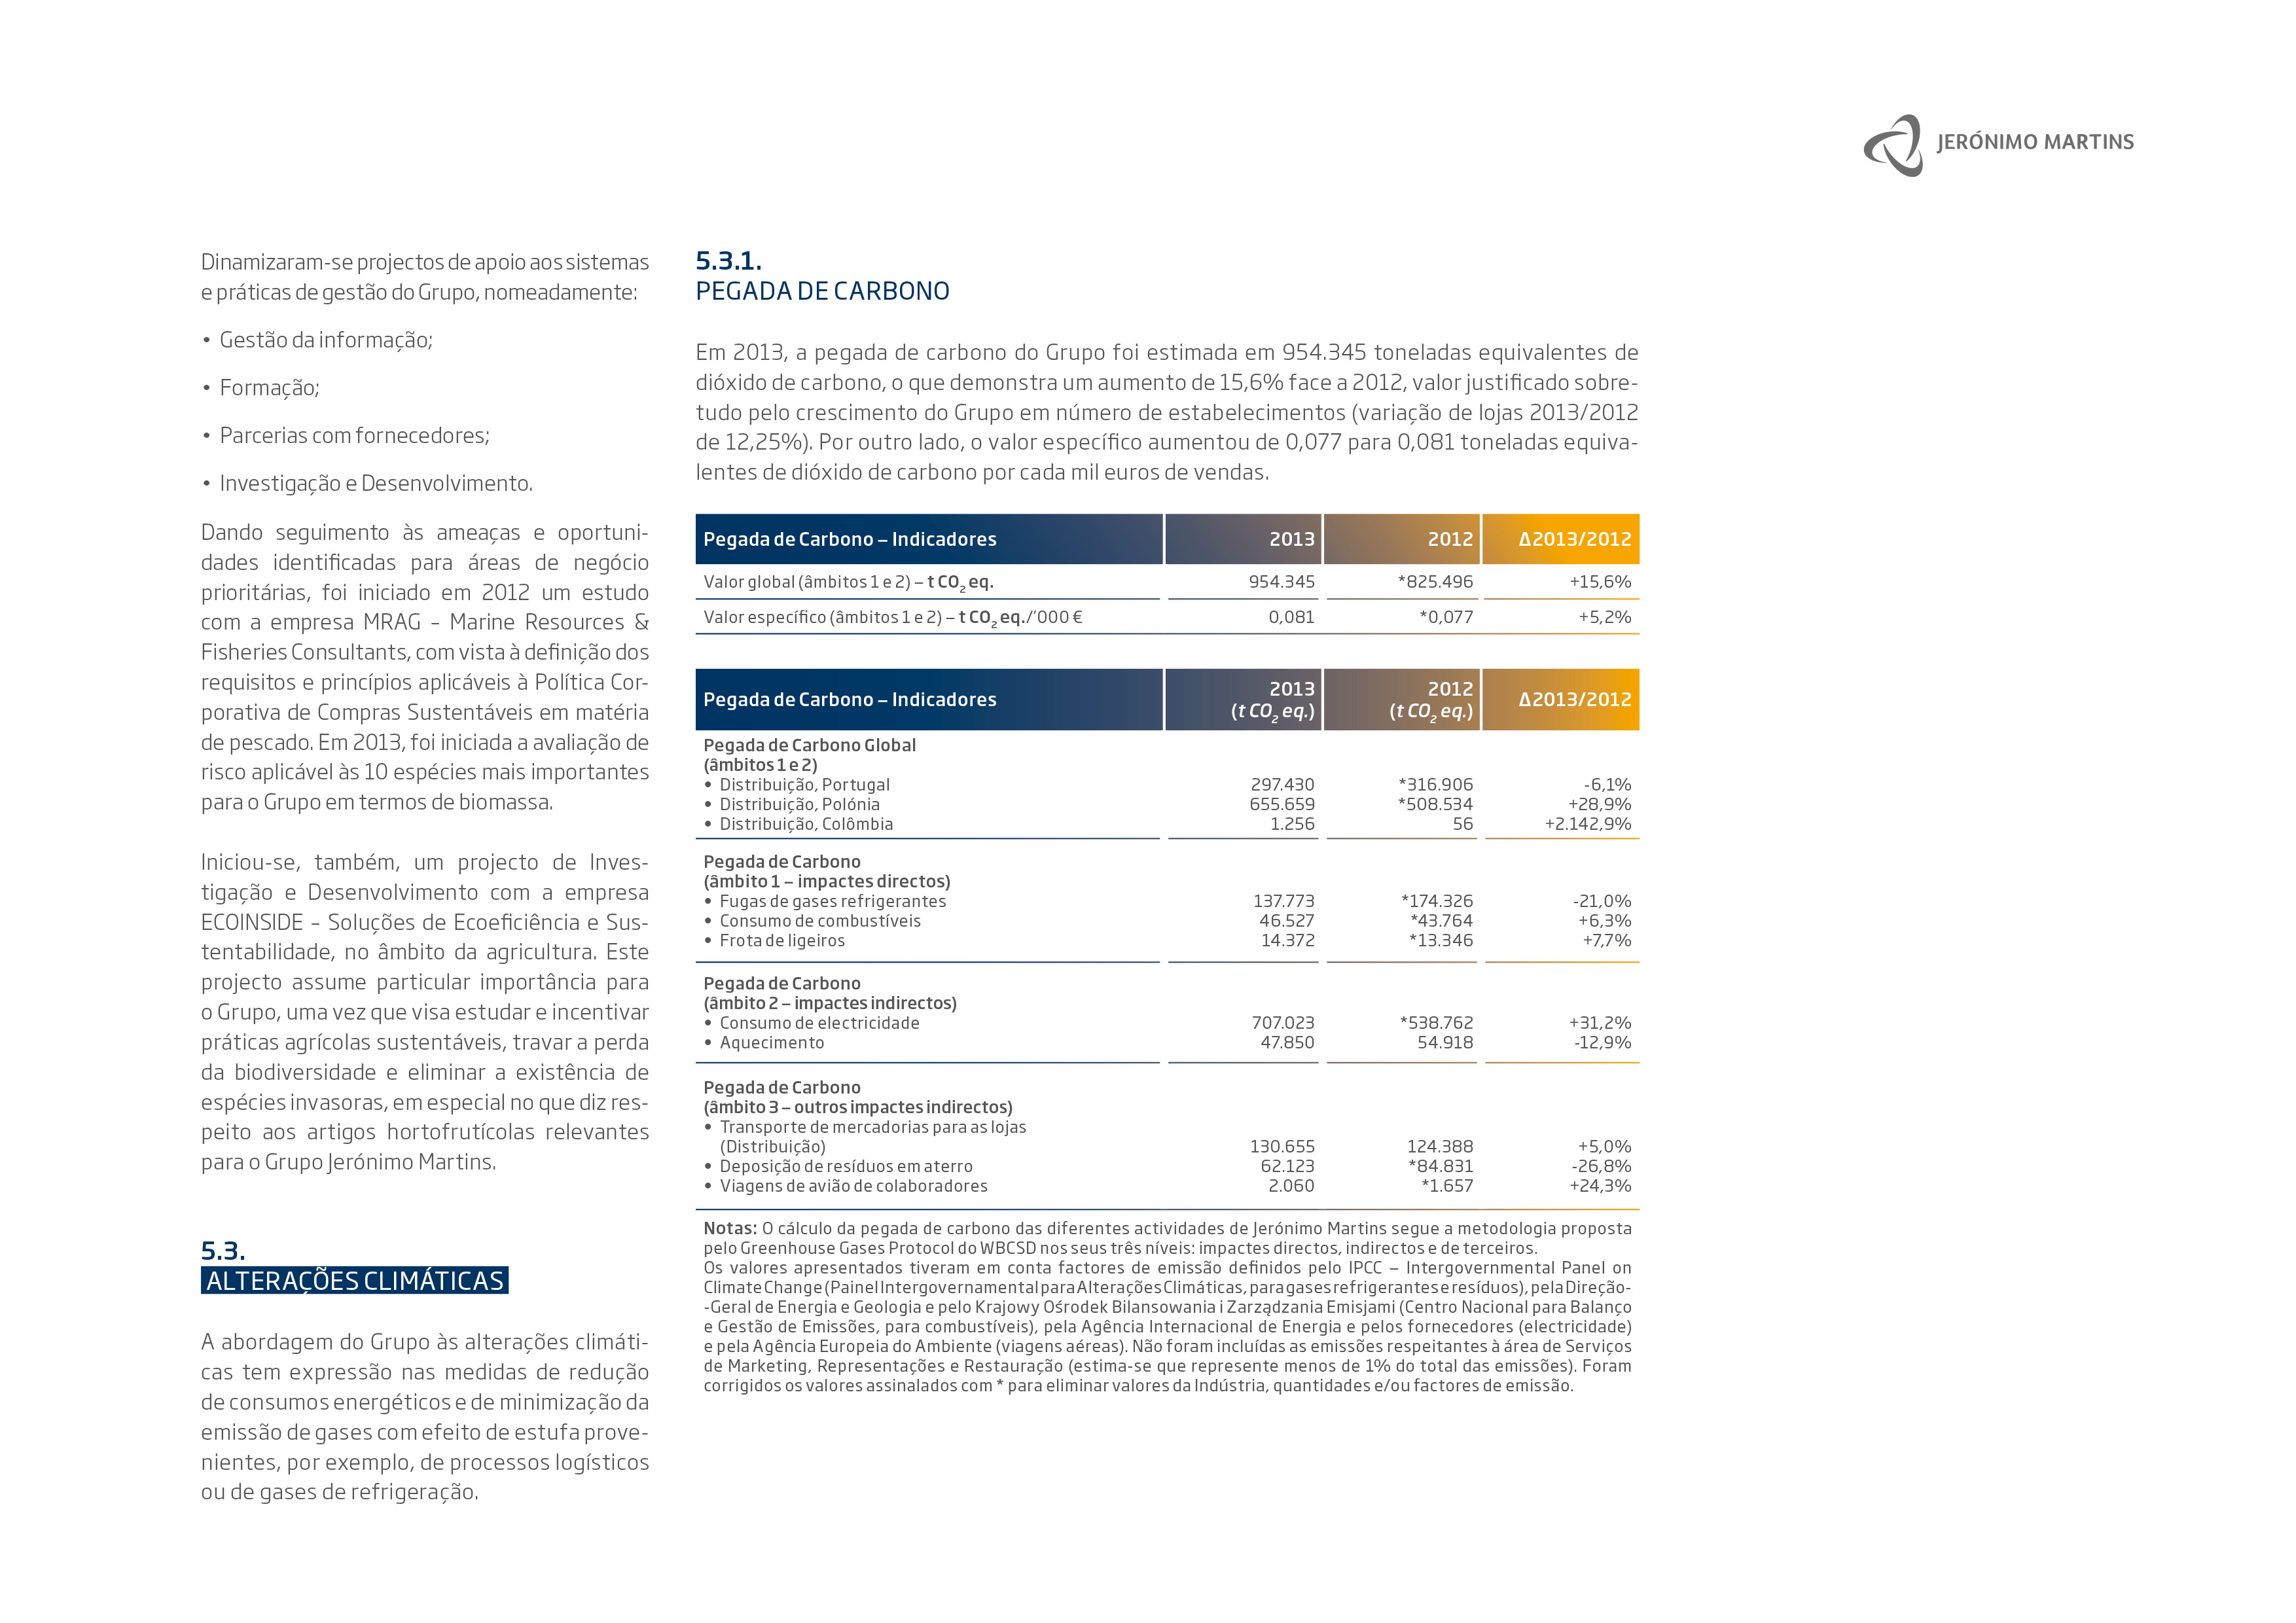 JERÓNIMO MARTINS
Dinamizaram-se projectos de apoio aos sistemas
e práticas de gestão do Grupo, nomeadamente:
• Gestão da informação;
• Formação;
• Parcerias com fornecedores;
• Investigação e Desenvolvimento.
Dando seguimento às ameaças e oportuni-
dades identificadas para áreas de negócio
prioritárias, foi iniciado em 2012 um estudo
com a empresa MRAG – Marine Resources &
Fisheries Consultants, com vista à definição dos
requisitos e princípios aplicáveis à Política Cor-
porativa de Compras Sustentáveis em matéria
de pescado. Em 2013, foi iniciada a avaliação de
risco aplicável às 10 espécies mais importantes
para o Grupo em termos de biomassa.
Iniciou-se, também, um projecto de Inves-
tigação e Desenvolvimento com a empresa
ECOINSIDE – Soluções de Ecoeficiência e Sus-
tentabilidade, no âmbito da agricultura. Este
projecto assume particular importância para
o Grupo, uma vez que visa estudar e incentivar
práticas agrícolas sustentáveis, travar a perda
da biodiversidade e eliminar a existência de
espécies invasoras, em especial no que diz res-
peito aos artigos hortofrutícolas relevantes
para o Grupo Jerónimo Martins.
5.3.
ALTERAÇÕES CLIMÁTICAS
A abordagem do Grupo às alterações climáti-
cas tem expressão nas medidas de redução
de consumos energéticos e de minimização da
emissão de gases com efeito de estufa prove-
nientes, por exemplo, de processos logísticos
ou de gases de refrigeração.
5.3.1.
PEGADA DE CARBONO
Em 2013, a pegada de carbono do Grupo foi estimada em 954.345 toneladas equivalentes de
dióxido de carbono, o que demonstra um aumento de 15,6% face a 2012, valor justificado sobre-
tudo pelo crescimento do Grupo em número de estabelecimentos (variação de lojas 2013/2012
de 12,25%). Por outro lado, o valor específico aumentou de 0,077 para 0,081 toneladas equiva-
lentes de dióxido de carbono por cada mil euros de vendas.
Pegada de Carbono – Indicadores 2013 2012 Δ2013/2012
Valor global (âmbitos 1 e 2) – t CO2 eq. 954.345 *825.496 +15,6%
Valor específico (âmbitos 1 e 2) – t CO2 eq./'000 € 0,081 *0,077 +5,2%
Pegada de Carbono – Indicadores 2013 (t CO2 eq.) 2012 (t CO2 eq.) Δ2013/2012
Pegada de Carbono Global
(âmbitos 1 e 2)
• Distribuição, Portugal 297.430 *316.906 -6,1%
• Distribuição, Polónia 655.659 *508.534 +28,9%
• Distribuição, Colômbia 1.256 56 +2.142,9%
Pegada de Carbono
(âmbito 1 – impactes directos)
• Fugas de gases refrigerantes 137.773 *174.326 -21,0%
• Consumo de combustíveis 46.527 *43.764 +6,3%
• Frota de ligeiros 14.372 *13.346 +7,7%
Pegada de Carbono
(âmbito 2 – impactes indirectos)
• Consumo de electricidade 707.023 *538.762 +31,2%
• Aquecimento 47.850 54.918 -12,9%
Pegada de Carbono
(âmbito 3 – outros impactes indirectos)
• Transporte de mercadorias para as lojas
(Distribuição) 130.655 124.388 +5,0%
• Deposição de resíduos em aterro 62.123 *84.831 -26,8%
• Viagens de avião de colaboradores 2.060 *1.657 +24,3%
Notas: O cálculo da pegada de carbono das diferentes actividades de Jerónimo Martins segue a metodologia proposta
pelo Greenhouse Gases Protocol do WBCSD nos seus três níveis: impactes directos, indirectos e de terceiros.
Os valores apresentados tiveram em conta factores de emissão definidos pelo IPCC – Intergovernmental Panel on
Climate Change (Painel Intergovernamental para Alterações Climáticas, para gases refrigerantes e resíduos), pela Direção-
-Geral de Energia e Geologia e pelo Krajowy Ośrodek Bilansowania i Zarządzania Emisjami (Centro Nacional para Balanço
e Gestão de Emissões, para combustíveis), pela Agência Internacional de Energia e pelos fornecedores (electricidade)
e pela Agência Europeia do Ambiente (viagens aéreas). Não foram incluídas as emissões respeitantes à área de Serviços
de Marketing, Representações e Restauração (estima-se que represente menos de 1% do total das emissões). Foram
corrigidos os valores assinalados com * para eliminar valores da Indústria, quantidades e/ou factores de emissão.